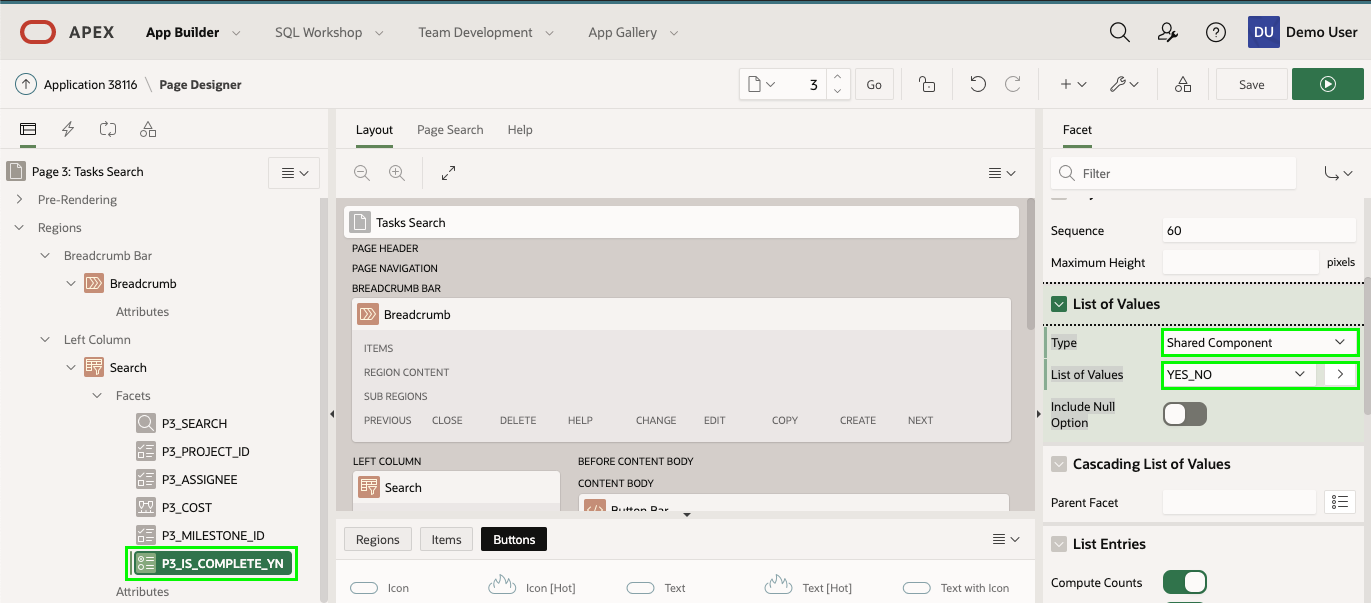 APEX App Builder SQL Workshop Team Development App Gallery DU Demo User
Application 38116 \ Page Designer 3 Go Save
Page 3: Tasks Search
Pre-Rendering
Regions
Breadcrumb Bar
Breadcrumb
Attributes
Left Column
Search
Facets
P3_SEARCH
P3_PROJECT_ID
P3_ASSIGNEE
P3_COST
P3_MILESTONE_ID
P3_IS_COMPLETE_YN
Attributes
Layout Page Search Help
Tasks Search
PAGE HEADER
PAGE NAVIGATION
BREADCRUMB BAR
Breadcrumb
ITEMS
REGION CONTENT
SUB REGIONS
PREVIOUS CLOSE DELETE HELP CHANGE EDIT COPY CREATE NEXT
LEFT COLUMN
Search
BEFORE CONTENT BODY
CONTENT BODY
Button Bar
Regions Items Buttons
Icon Icon [Hot] Text Text [Hot] Text with Icon
Facet
Filter
Sequence 60
Maximum Height pixels
List of Values
Type Shared Component
List of Values YES_NO
Include Null
Option
Cascading List of Values
Parent Facet
List Entries
Compute Counts